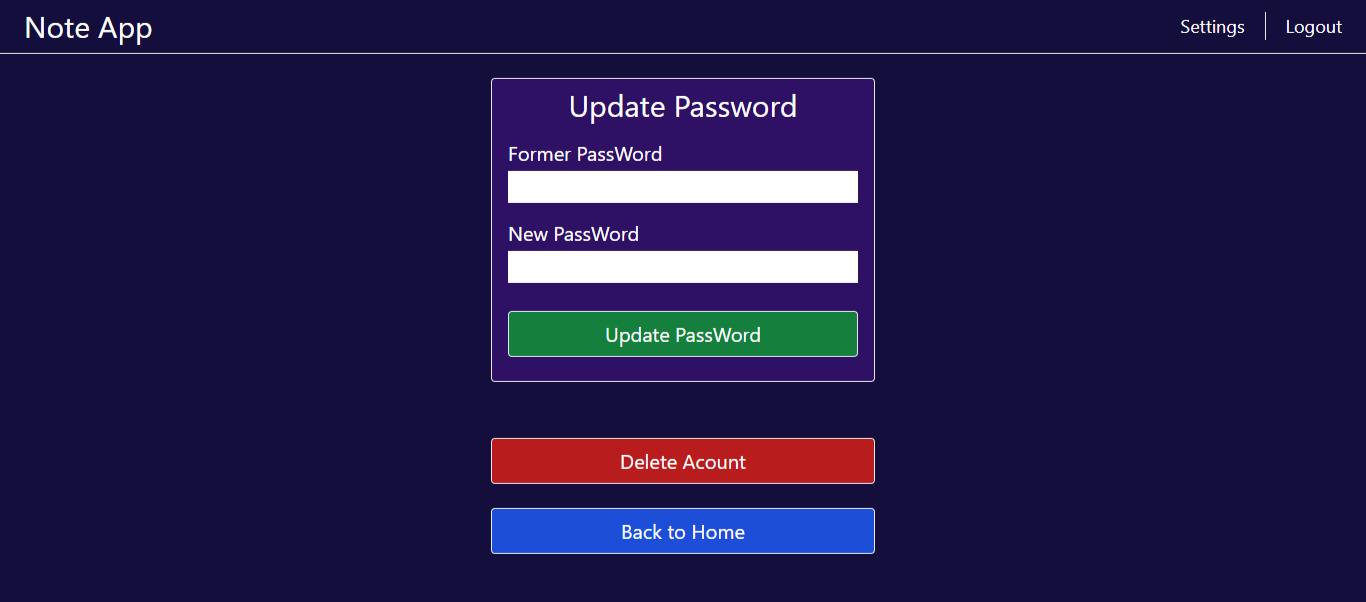 Note App
Settings
Logout
Update Password
Former PassWord
New PassWord
Update PassWord
Delete Acount
Back to Home